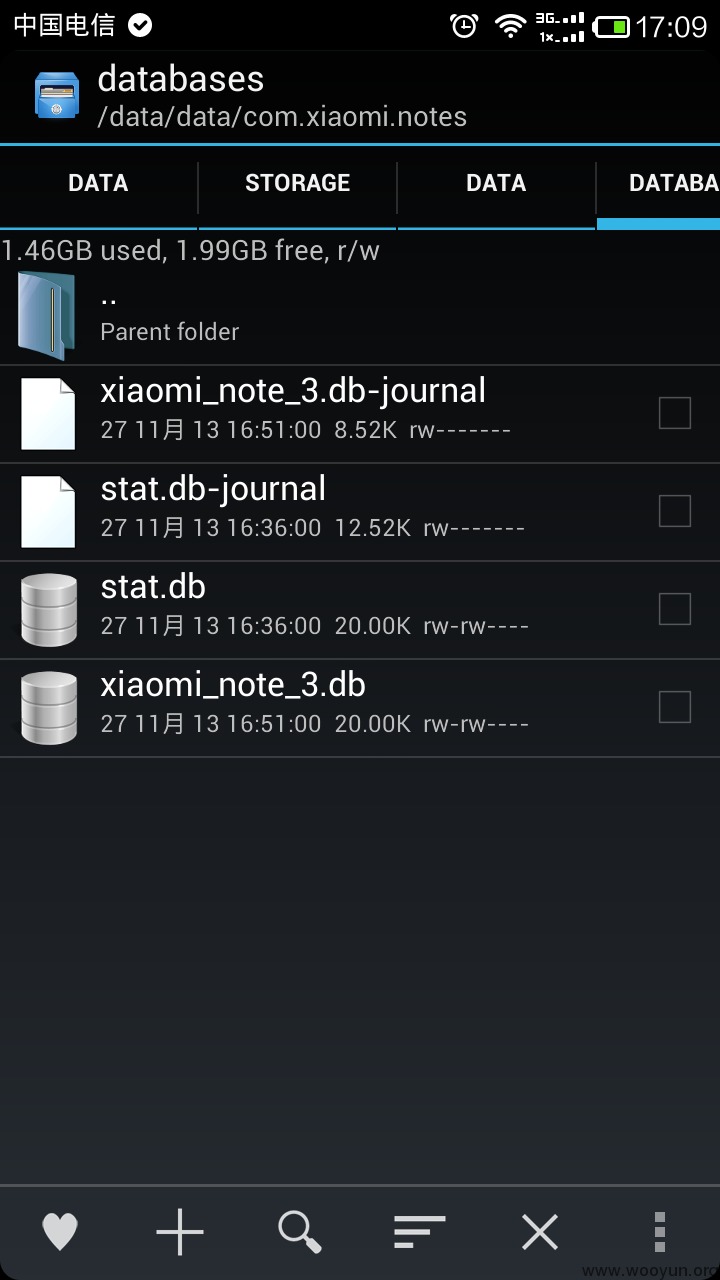 中国电信 3G 1× 17:09
databases
/data/data/com.xiaomi.notes
DATA STORAGE DATA DATABA
1.46GB used, 1.99GB free, r/w
..
Parent folder
xiaomi_note_3.db-journal
27 11月 13 16:51:00 8.52K rw-------
stat.db-journal
27 11月 13 16:36:00 12.52K rw-------
stat.db
27 11月 13 16:36:00 20.00K rw-rw----
xiaomi_note_3.db
27 11月 13 16:51:00 20.00K rw-rw----
www.wooyun.org